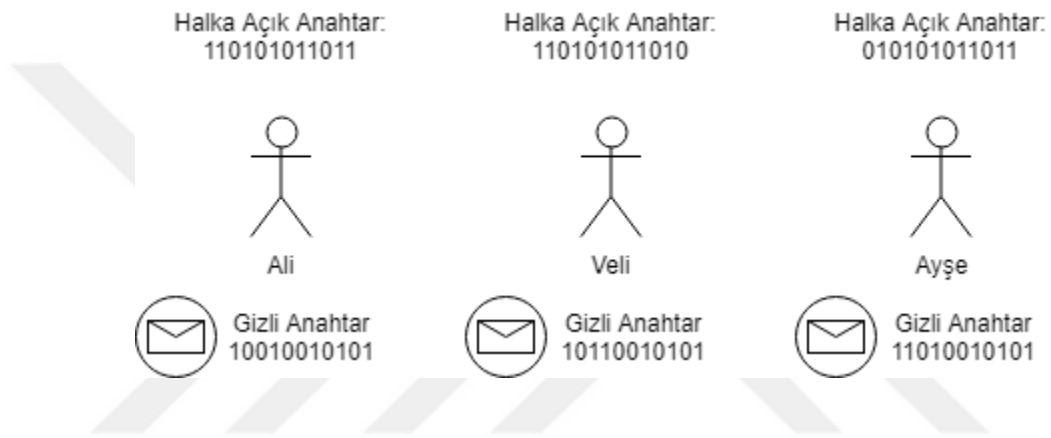 Halka Açık Anahtar:
110101011011
Halka Açık Anahtar:
110101011010
Halka Açık Anahtar:
010101011011
Ali
Veli
Ayşe
Gizli Anahtar
10010010101
Gizli Anahtar
10110010101
Gizli Anahtar
11010010101